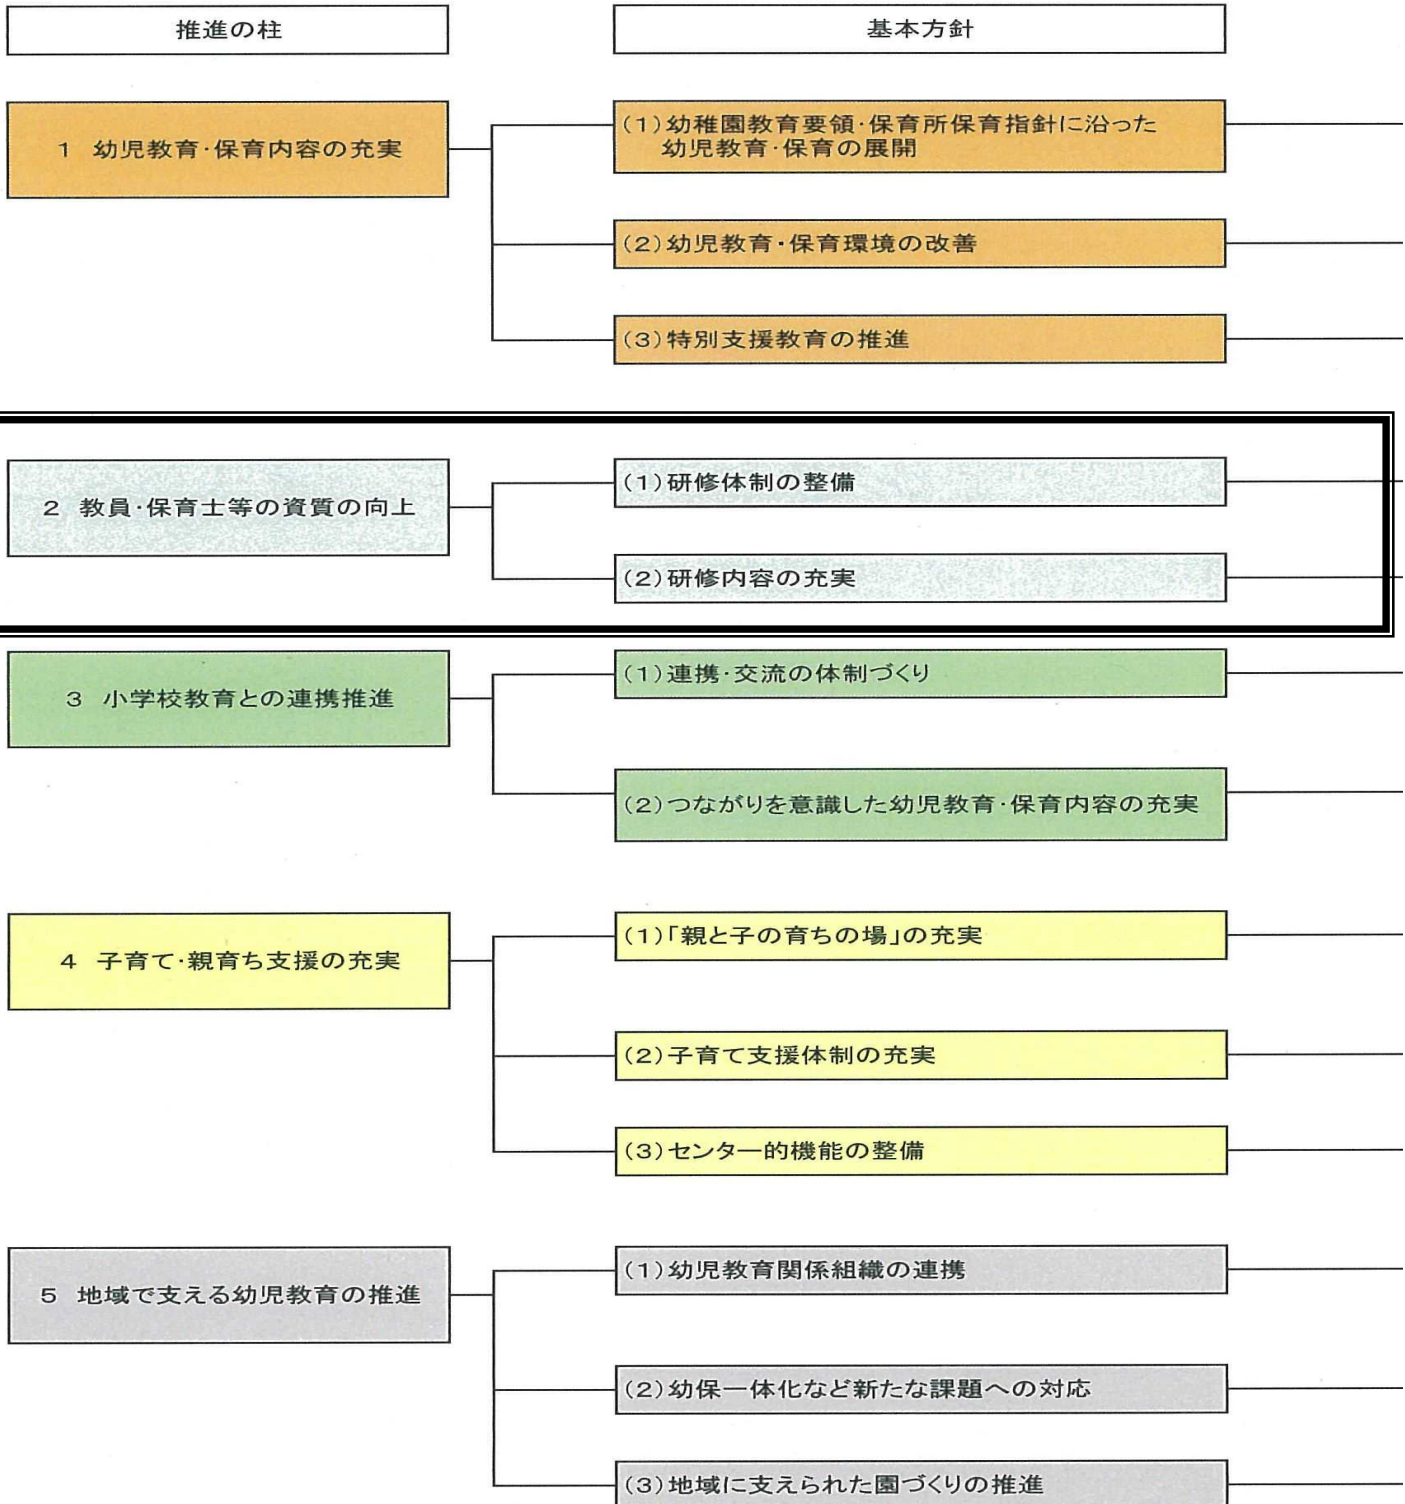 推進の柱
基本方針
1 幼児教育･保育内容の充実
(1)幼稚園教育要領･保育所保育指針に沿った
幼児教育･保育の展開
(2)幼児教育・保育環境の改善
(3)特別支援教育の推進
2 教員･保育士等の資質の向上
(1)研修体制の整備
(2)研修内容の充実
3 小学校教育との連携推進
(1)連携･交流の体制づくり
(2)つながりを意識した幼児教育･保育内容の充実
4 子育て･親育ち支援の充実
(1)｢親と子の育ちの場｣の充実
(2)子育て支援体制の充実
(3)センター的機能の整備
5 地域で支える幼児教育の推進
(1)幼児教育関係組織の連携
(2)幼保一体化など新たな課題への対応
(3)地域に支えられた園づくりの推進